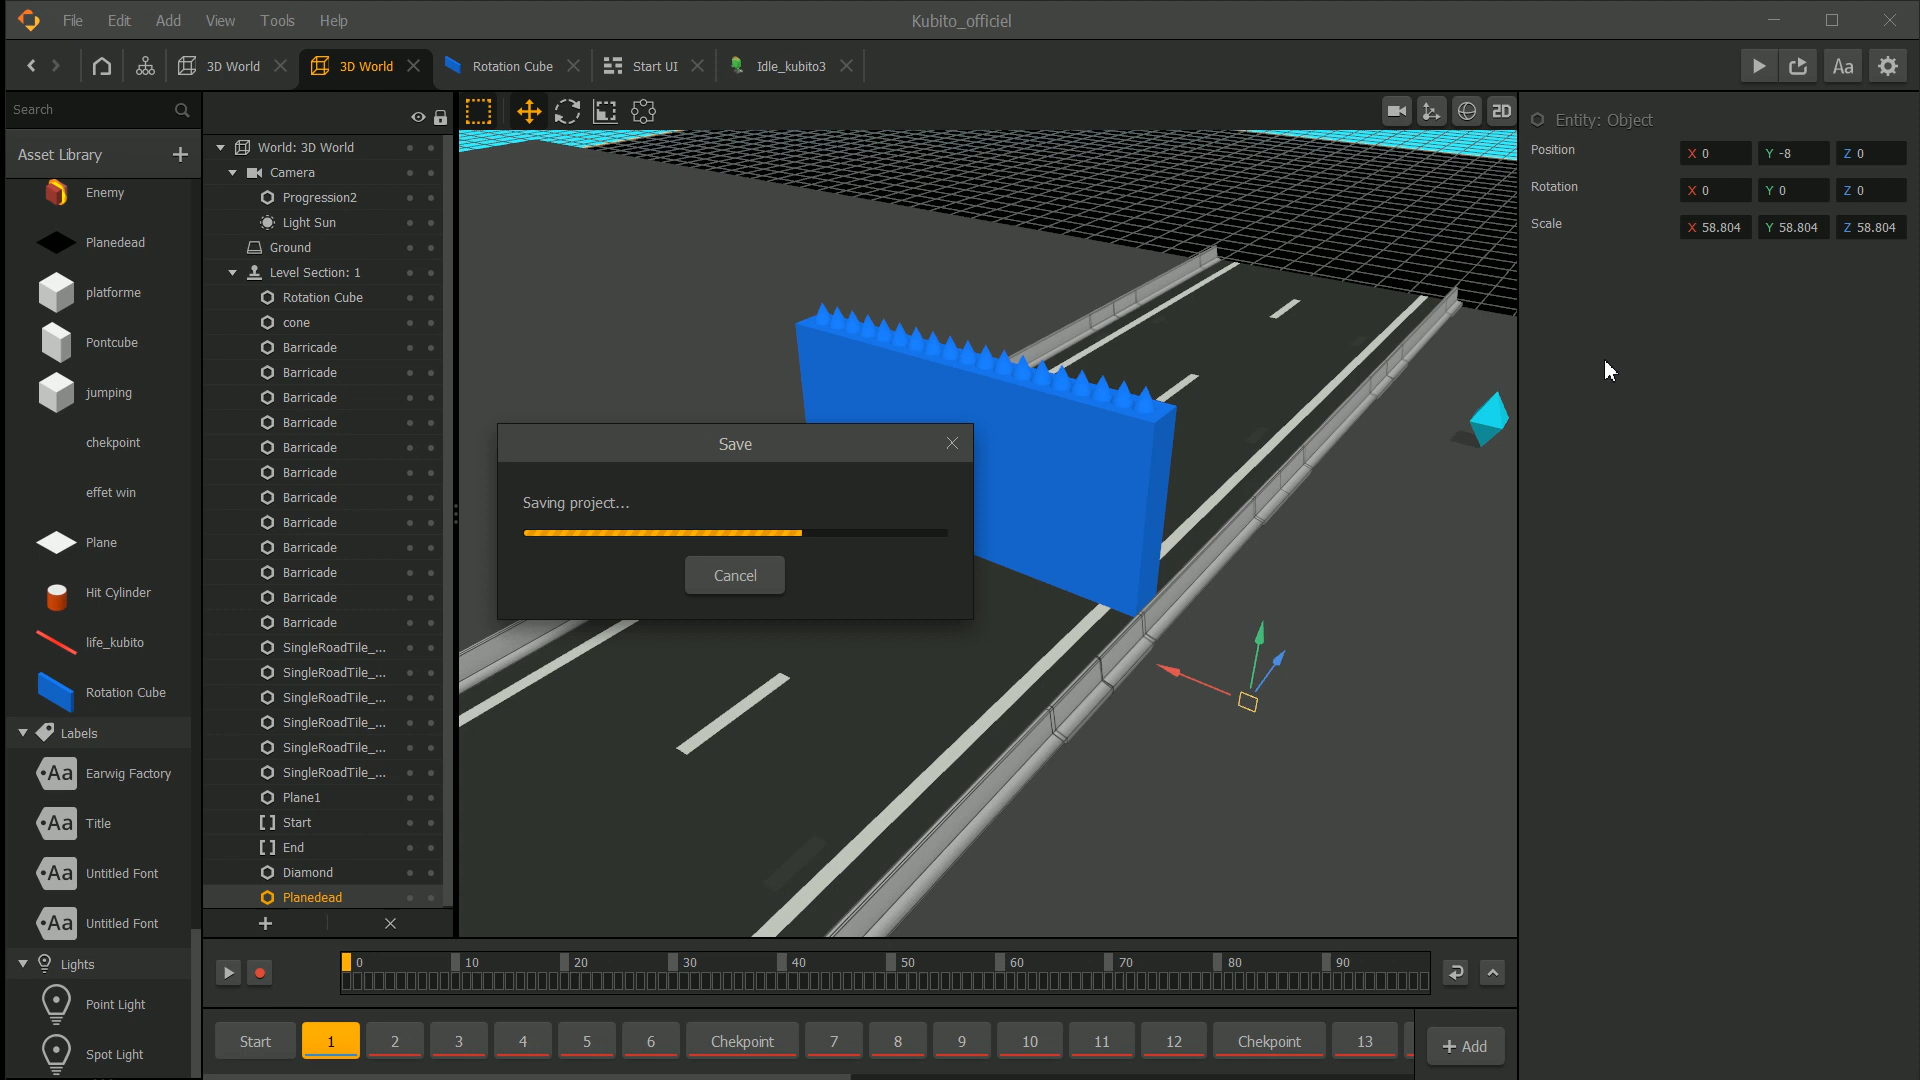 File Edit Add View Tools Help
Kubito_officiel
3D World
3D World
Rotation Cube
Start UI
Idle_kubito3
Aa
Search
Asset Library
Enemy
Planedead
platforme
Pontcube
jumping
chekpoint
effet win
Plane
Hit Cylinder
life_kubito
Rotation Cube
Labels
Aa Earwig Factory
Aa Title
Aa Untitled Font
Aa Untitled Font
Lights
Point Light
Spot Light
World: 3D World
Camera
Progression2
Light Sun
Ground
Level Section: 1
Rotation Cube
cone
Barricade
Barricade
Barricade
Barricade
Barricade
Barricade
Barricade
Barricade
Barricade
Barricade
Barricade
Barricade
SingleRoadTile_...
SingleRoadTile_...
SingleRoadTile_...
SingleRoadTile_...
SingleRoadTile_...
SingleRoadTile_...
Plane1
Start
End
Diamond
Planedead
2D
Save
Saving project...
Cancel
Entity: Object
Position X 0 Y -8 Z 0
Rotation X 0 Y 0 Z 0
Scale X 58.804 Y 58.804 Z 58.804
0 10 20 30 40 50 60 70 80 90
Start 1 2 3 4 5 6 Chekpoint 7 8 9 10 11 12 Chekpoint 13
+ Add